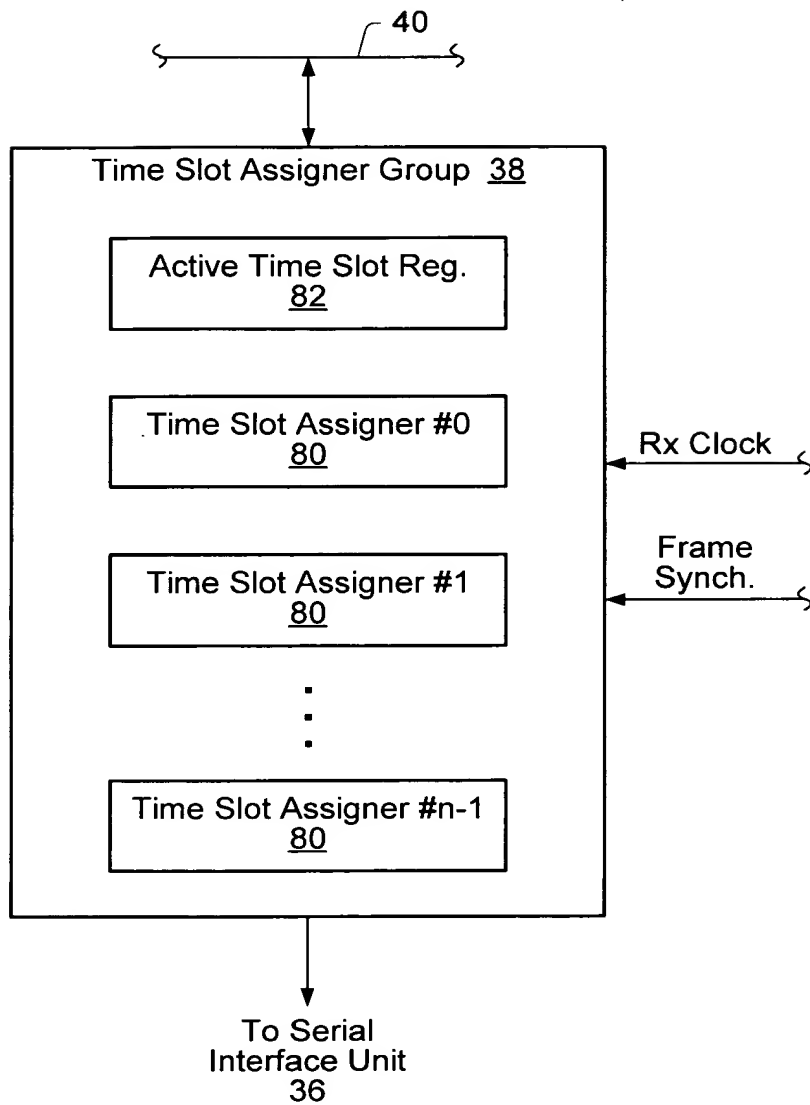 40
Time Slot Assigner Group 38
Active Time Slot Reg.
82
Time Slot Assigner #0
80
Rx Clock
Time Slot Assigner #1
80
Frame
Synch.
Time Slot Assigner #n-1
80
To Serial
Interface Unit
36